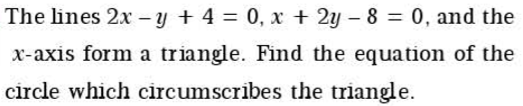 The lines 2x – y + 4 = 0, x + 2y – 8 = 0, and the
x-axis form a triangle. Find the equation of the
circle which circumscribes the triangle.